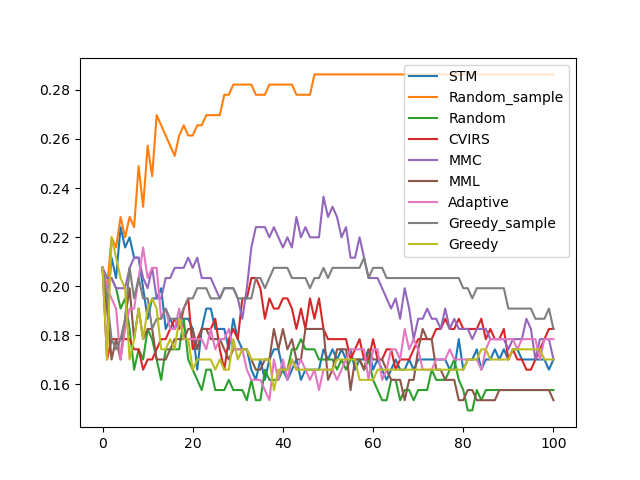 0.28
0.26
0.24
0.22
0.20
0.18
0.16
0
20
40
60
80
100
STM
Random_sample
Random
CVIRS
MMC
MML
Adaptive
Greedy_sample
Greedy